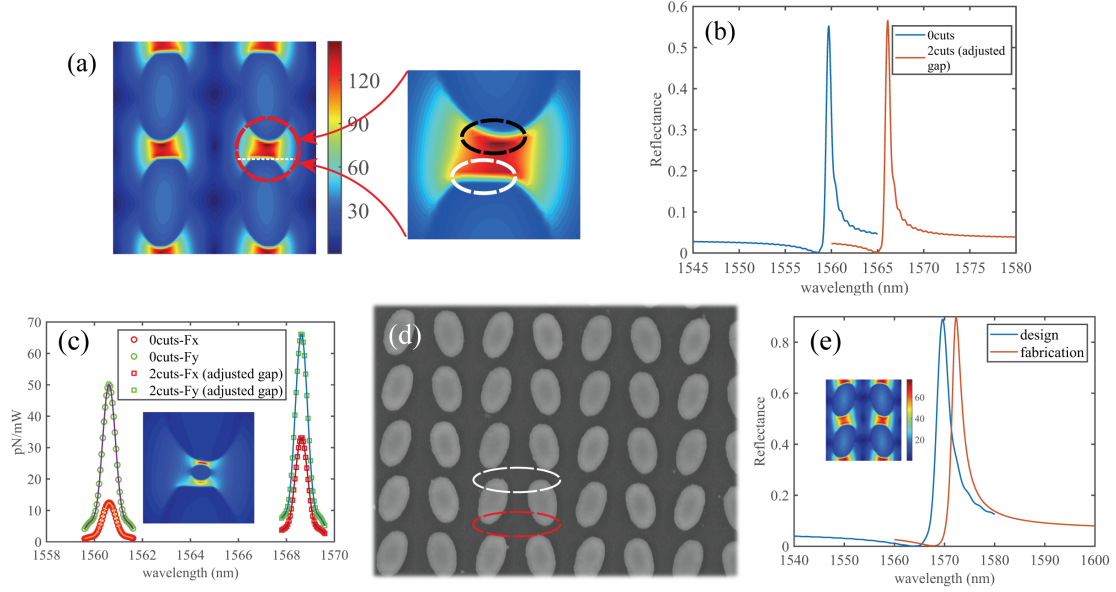 (a)
120
90
60
30
(b)
Reflectance
0.6
0.5
0.4
0.3
0.2
0.1
0
0cuts
2cuts (adjusted
gap)
1545 1550 1555 1560 1565 1570 1575 1580
wavelength (nm)
(c)
pN/mW
70
60
50
40
30
20
10
0
0cuts-Fx
0cuts-Fy
2cuts-Fx (adjusted gap)
2cuts-Fy (adjusted gap)
1558 1560 1562 1564 1566 1568 1570
wavelength (nm)
(d)
(e)
Reflectance
0.8
0.6
0.4
0.2
0
design
fabrication
60
40
20
1540 1550 1560 1570 1580 1590 1600
wavelength (nm)